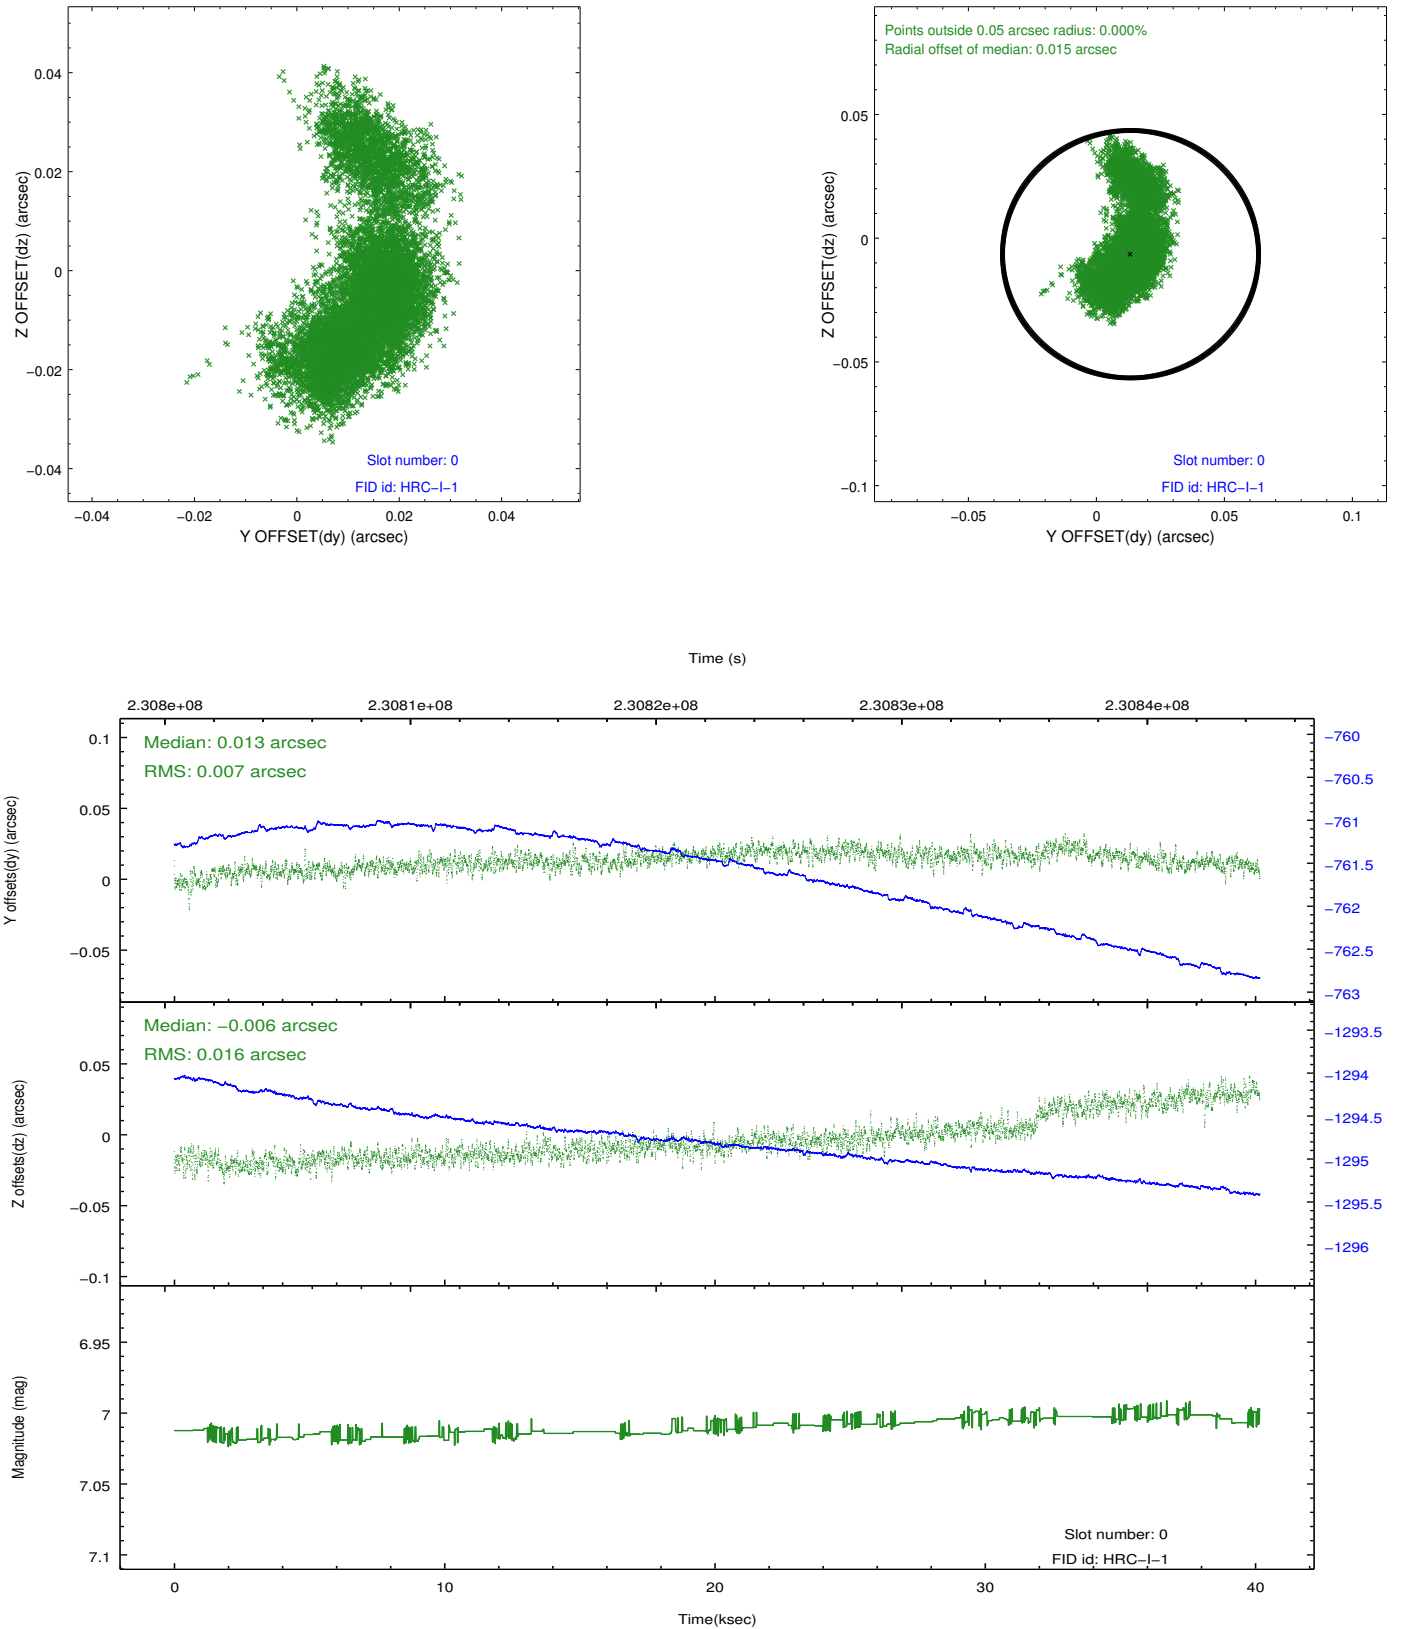 0.04
0.02
0
−0.02
−0.04
Z OFFSET(dz) (arcsec)
Slot number: 0
FID id: HRC−I−1
−0.04 −0.02 0 0.02 0.04
Y OFFSET(dy) (arcsec)
Points outside 0.05 arcsec radius: 0.000%
Radial offset of median: 0.015 arcsec
0.05
0
−0.05
−0.1
Z OFFSET(dz) (arcsec)
Slot number: 0
FID id: HRC−I−1
−0.05 0 0.05 0.1
Y OFFSET(dy) (arcsec)
Time (s)
2.308e+08 2.3081e+08 2.3082e+08 2.3083e+08 2.3084e+08
Median: 0.013 arcsec
RMS: 0.007 arcsec
0.1
0.05
0
−0.05
Y offsets(dy) (arcsec)
−760
−760.5
−761
−761.5
−762
−762.5
−763
Median: −0.006 arcsec
RMS: 0.016 arcsec
0.05
0
−0.05
−0.1
Z offsets(dz) (arcsec)
−1293.5
−1294
−1294.5
−1295
−1295.5
−1296
6.95
7
7.05
7.1
Magnitude (mag)
Slot number: 0
FID id: HRC−I−1
0 10 20 30 40
Time(ksec)